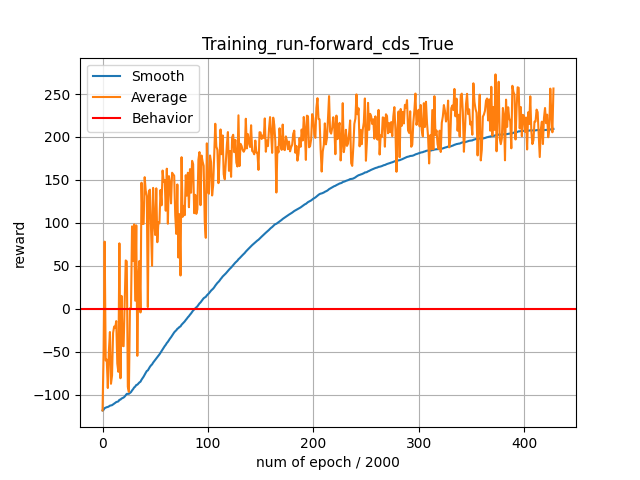 Training_run-forward_cds_True
Smooth
Average
Behavior
reward
250
200
150
100
50
0
−50
−100
0
100
200
300
400
num of epoch / 2000